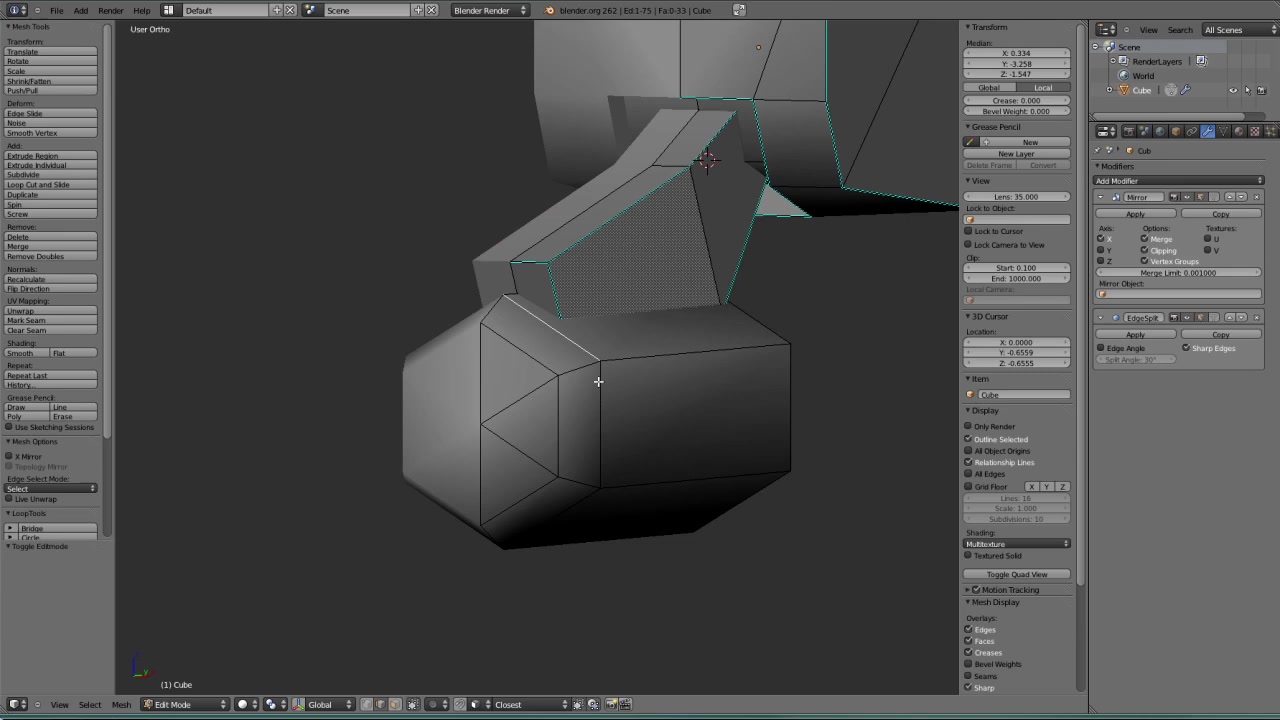 File Add Render Help Default Scene Blender Render blender.org 262 | Ed:1-75 | Fa:0-33 | Cube
User Ortho
(1) Cube
Mesh Tools
Transform:
Translate
Rotate
Scale
Shrink/Fatten
Push/Pull
Deform:
Edge Slide
Noise
Smooth Vertex
Add:
Extrude Region
Extrude Individual
Subdivide
Loop Cut and Slide
Duplicate
Spin
Screw
Remove:
Delete
Merge
Remove Doubles
Normals:
Recalculate
Flip Direction
UV Mapping:
Unwrap
Mark Seam
Clear Seam
Shading:
Smooth Flat
Repeat:
Repeat Last
History...
Grease Pencil:
Draw Line
Poly Erase
Use Sketching Sessions
Mesh Options
X Mirror
Topology Mirror
Edge Select Mode:
Select
Live Unwrap
LoopTools
Bridge
Circle
Toggle Editmode
Transform
Median:
X: 0.334
Y: -3.258
Z: -1.547
Global Local
Crease: 0.000
Bevel Weight: 0.000
Grease Pencil
New
New Layer
Delete Frame Convert
View
Lens: 35.000
Lock to Object:
Lock to Cursor
Lock Camera to View
Clip:
Start: 0.100
End: 1000.000
Local Camera:
3D Cursor
Location:
X: 0.0000
Y: -0.6559
Z: -0.6555
Item
Cube
Display
Only Render
Outline Selected
All Object Origins
Relationship Lines
All Edges
Grid Floor X Y Z
Lines: 16
Scale: 1.000
Subdivisions: 10
Shading:
Multitexture
Textured Solid
Toggle Quad View
Motion Tracking
Mesh Display
Overlays:
Edges
Faces
Creases
Bevel Weights
Seams
Sharp
View Search All Scenes
Scene
RenderLayers
World
Cube
Cub
Modifiers
Add Modifier
Mirror
Apply Copy
Axis: Options: Textures:
X Merge U
Y Clipping V
Z Vertex Groups
Merge Limit: 0.001000
Mirror Object:
EdgeSplit
Apply Copy
Edge Angle Sharp Edges
Split Angle: 30°
View Select Mesh Edit Mode Global Closest